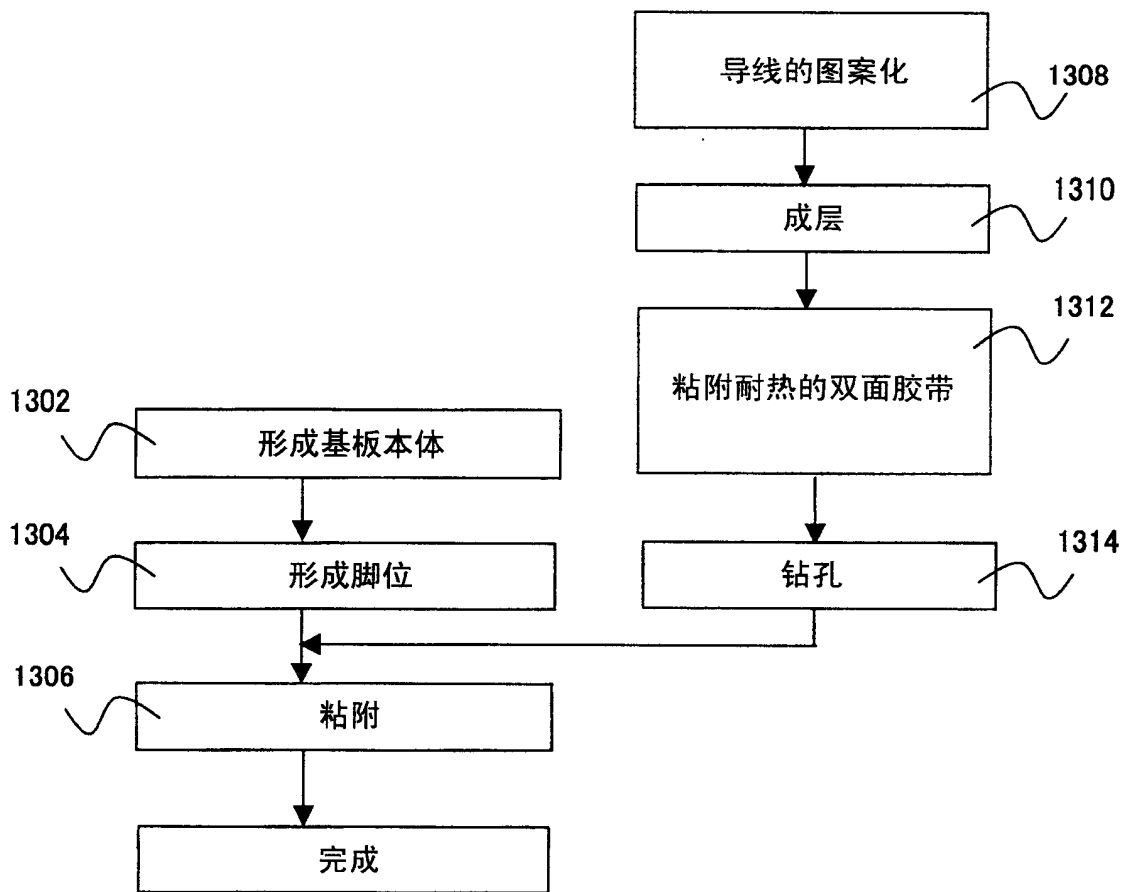 导线的图案化
1308
成层
1310
粘附耐热的双面胶带
1312
1302
形成基板本体
1304
形成脚位
钻孔
1314
1306
粘附
完成